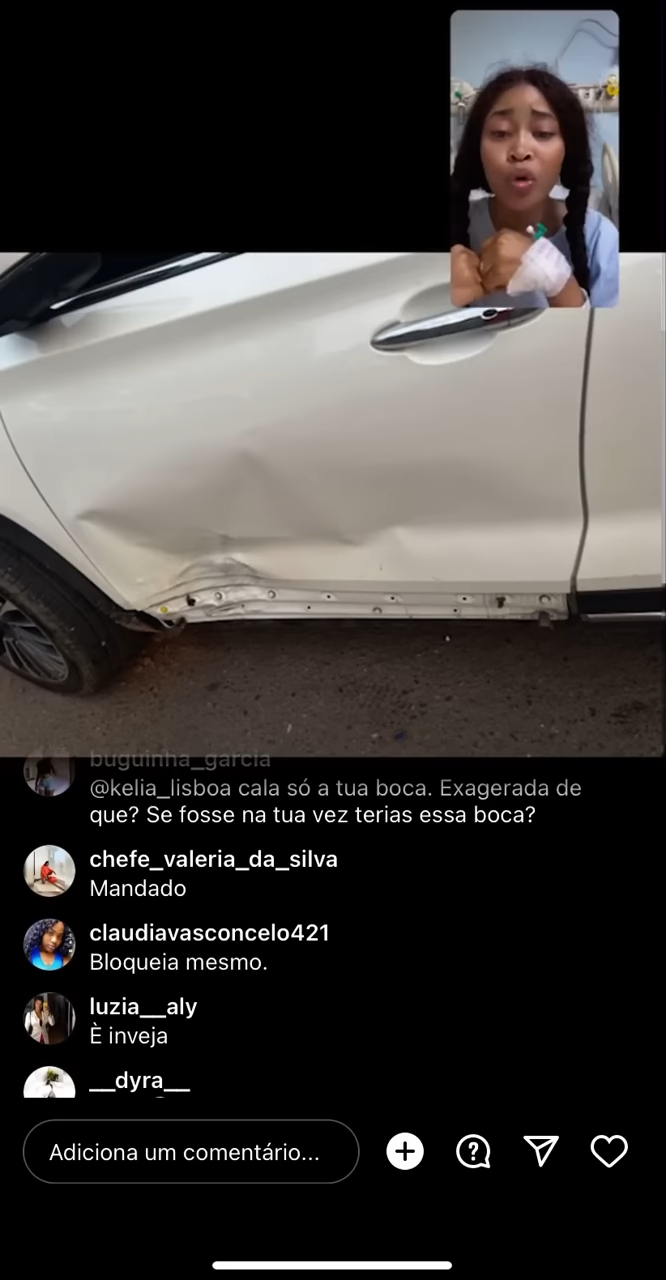 buguinha_garcia
@kelia_lisboa cala só a tua boca. Exagerada de
que? Se fosse na tua vez terias essa boca?
chefe_valeria_da_silva
Mandado
claudiavasconcelo421
Bloqueia mesmo.
luzia__aly
È inveja
__dyra__
Adiciona um comentário...